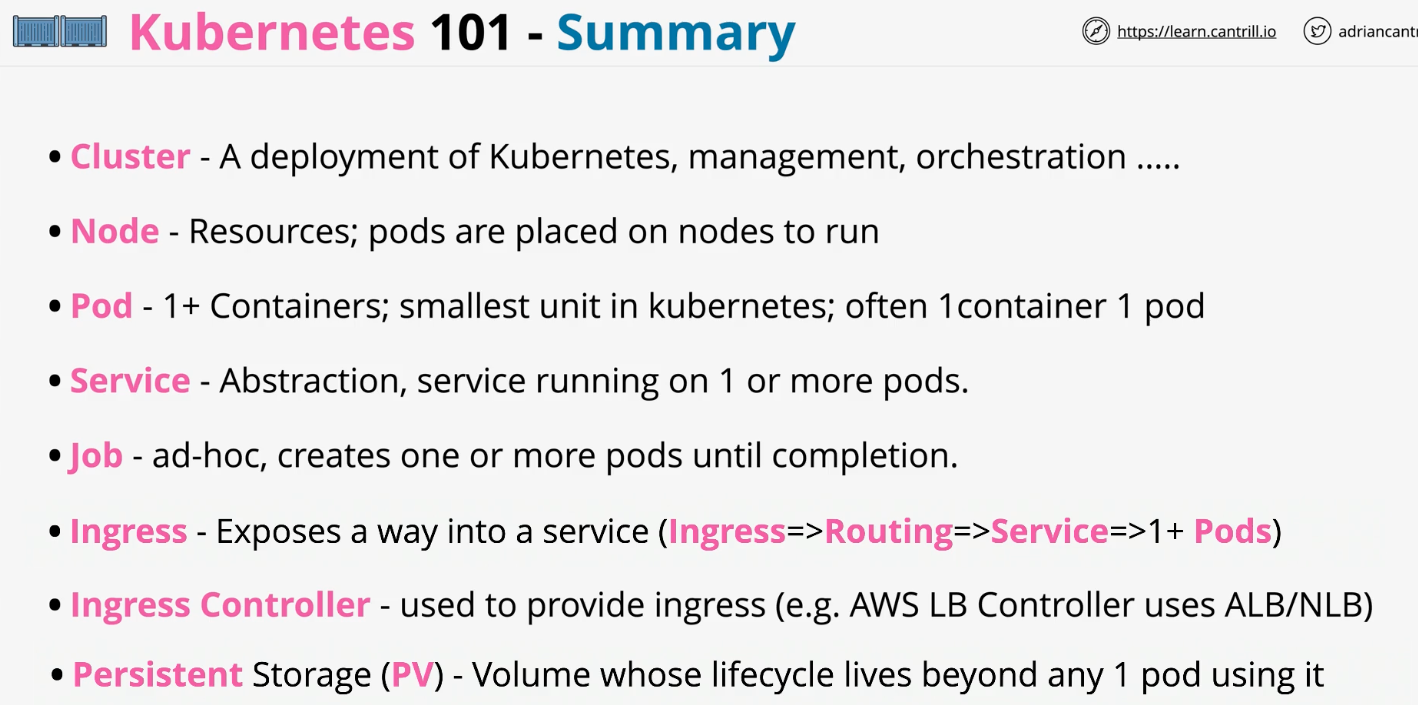 Kubernetes 101 - Summary
https://learn.cantrill.io
adriancant
• Cluster - A deployment of Kubernetes, management, orchestration .....
• Node - Resources; pods are placed on nodes to run
• Pod - 1+ Containers; smallest unit in kubernetes; often 1container 1 pod
• Service - Abstraction, service running on 1 or more pods.
• Job - ad-hoc, creates one or more pods until completion.
• Ingress - Exposes a way into a service (Ingress=>Routing=>Service=>1+ Pods)
• Ingress Controller - used to provide ingress (e.g. AWS LB Controller uses ALB/NLB)
• Persistent Storage (PV) - Volume whose lifecycle lives beyond any 1 pod using it